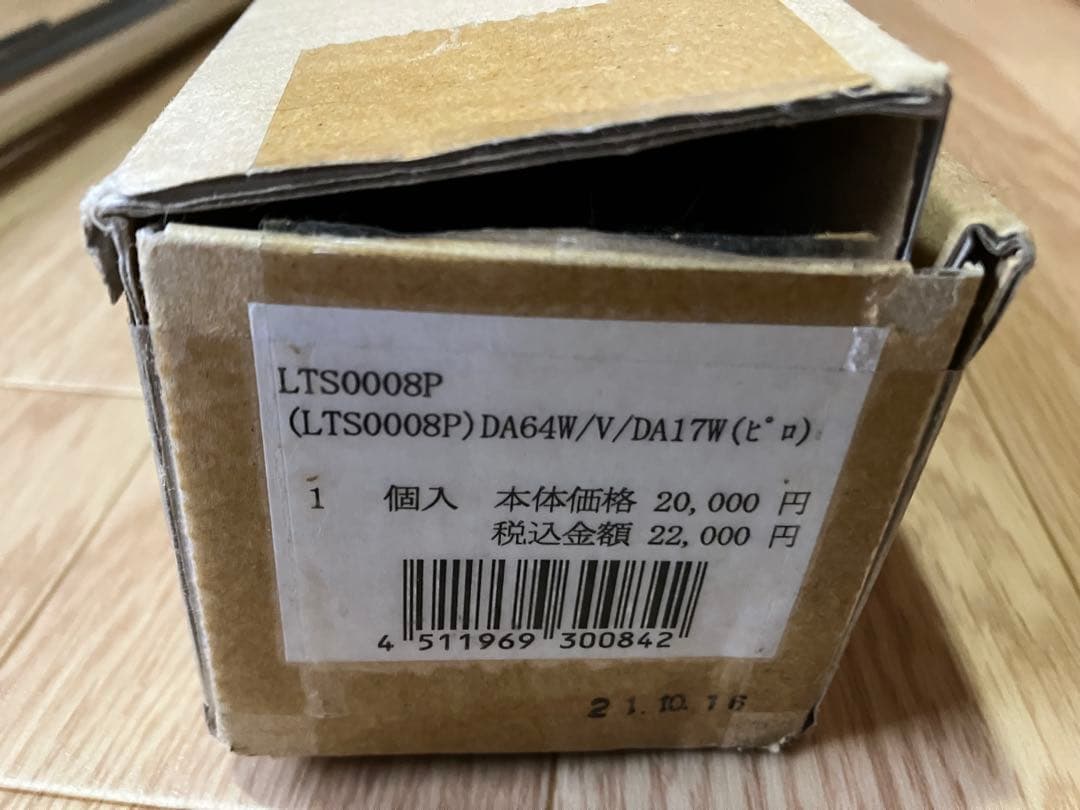 LTS0008P
(LTS0008P)DA64W/V/DA17W(ﾋﾟﾛ)
1 個入 本体価格 20,000 円
税込金額 22,000 円
4 511969 300842
21.10.16